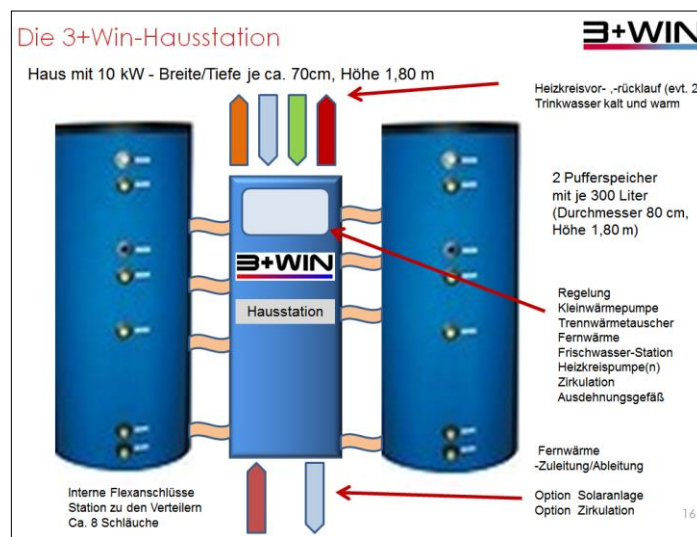 Die 3+Win-Hausstation
3+WIN
Haus mit 10 kW - Breite/Tiefe je ca. 70cm, Höhe 1,80 m
Heizkreisvor- ,-rücklauf (evt. 2
Trinkwasser kalt und warm
2 Pufferspeicher
mit je 300 Liter
(Durchmesser 80 cm,
Höhe 1,80 m)
3+WIN
Hausstation
Regelung
Kleinwärmepumpe
Trennwärmetauscher
Fernwärme
Frischwasser-Station
Heizkreispumpe(n)
Zirkulation
Ausdehnungsgefäß
Fernwärme
-Zuleitung/Ableitung
Interne Flexanschlüsse
Station zu den Verteilern
Ca. 8 Schläuche
Option Solaranlage
Option Zirkulation
16